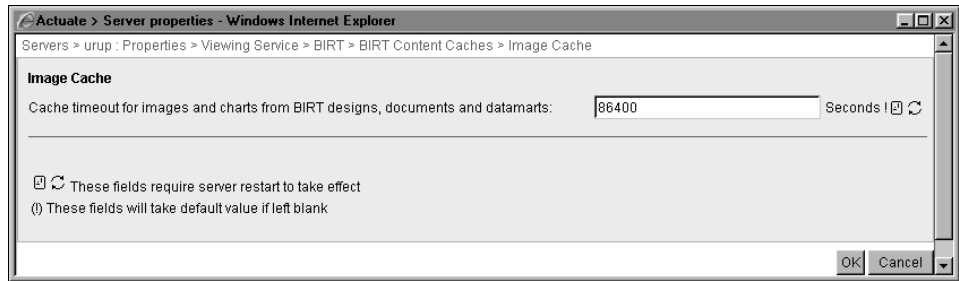 Actuate > Server properties - Windows Internet Explorer
Servers > urup : Properties > Viewing Service > BIRT > BIRT Content Caches > Image Cache
Image Cache
Cache timeout for images and charts from BIRT designs, documents and datamarts: 86400 Seconds !
These fields require server restart to take effect
(!) These fields will take default value if left blank
OK Cancel